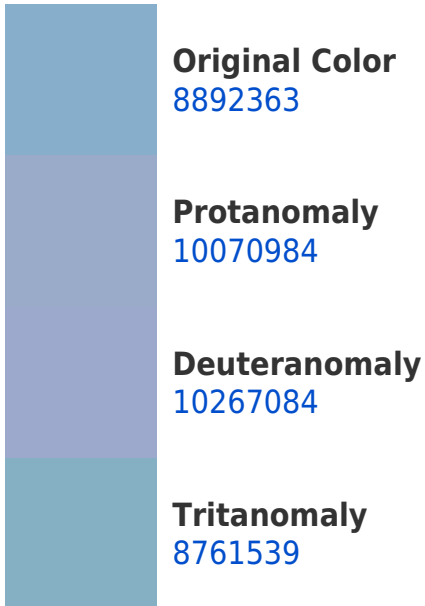 Original Color
8892363
Protanomaly
10070984
Deuteranomaly
10267084
Tritanomaly
8761539